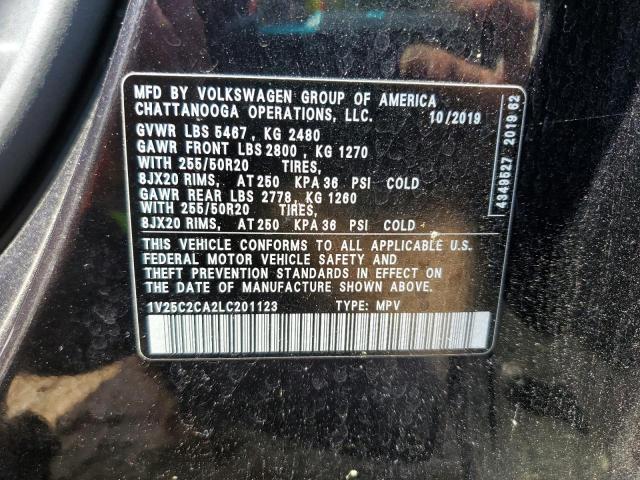 MFD BY VOLKSWAGEN GROUP OF AMERICA
CHATTANOOGA OPERATIONS, LLC. 10/2019
GVWR LBS 5467, KG 2480
GAWR FRONT LBS 2800, KG 1270
WITH 255/50R20 TIRES,
8JX20 RIMS, AT 250 KPA 36 PSI COLD
GAWR REAR LBS 2778, KG 1260
WITH 255/50R20 TIRES,
8JX20 RIMS, AT 250 KPA 36 PSI COLD
THIS VEHICLE CONFORMS TO ALL APPLICABLE U.S.
FEDERAL MOTOR VEHICLE SAFETY AND
THEFT PREVENTION STANDARDS IN EFFECT ON
THE DATE OF MANUFACTURE SHOWN ABOVE.
1V25C2CA2LC201123 TYPE: MPV
4349527 2019 62